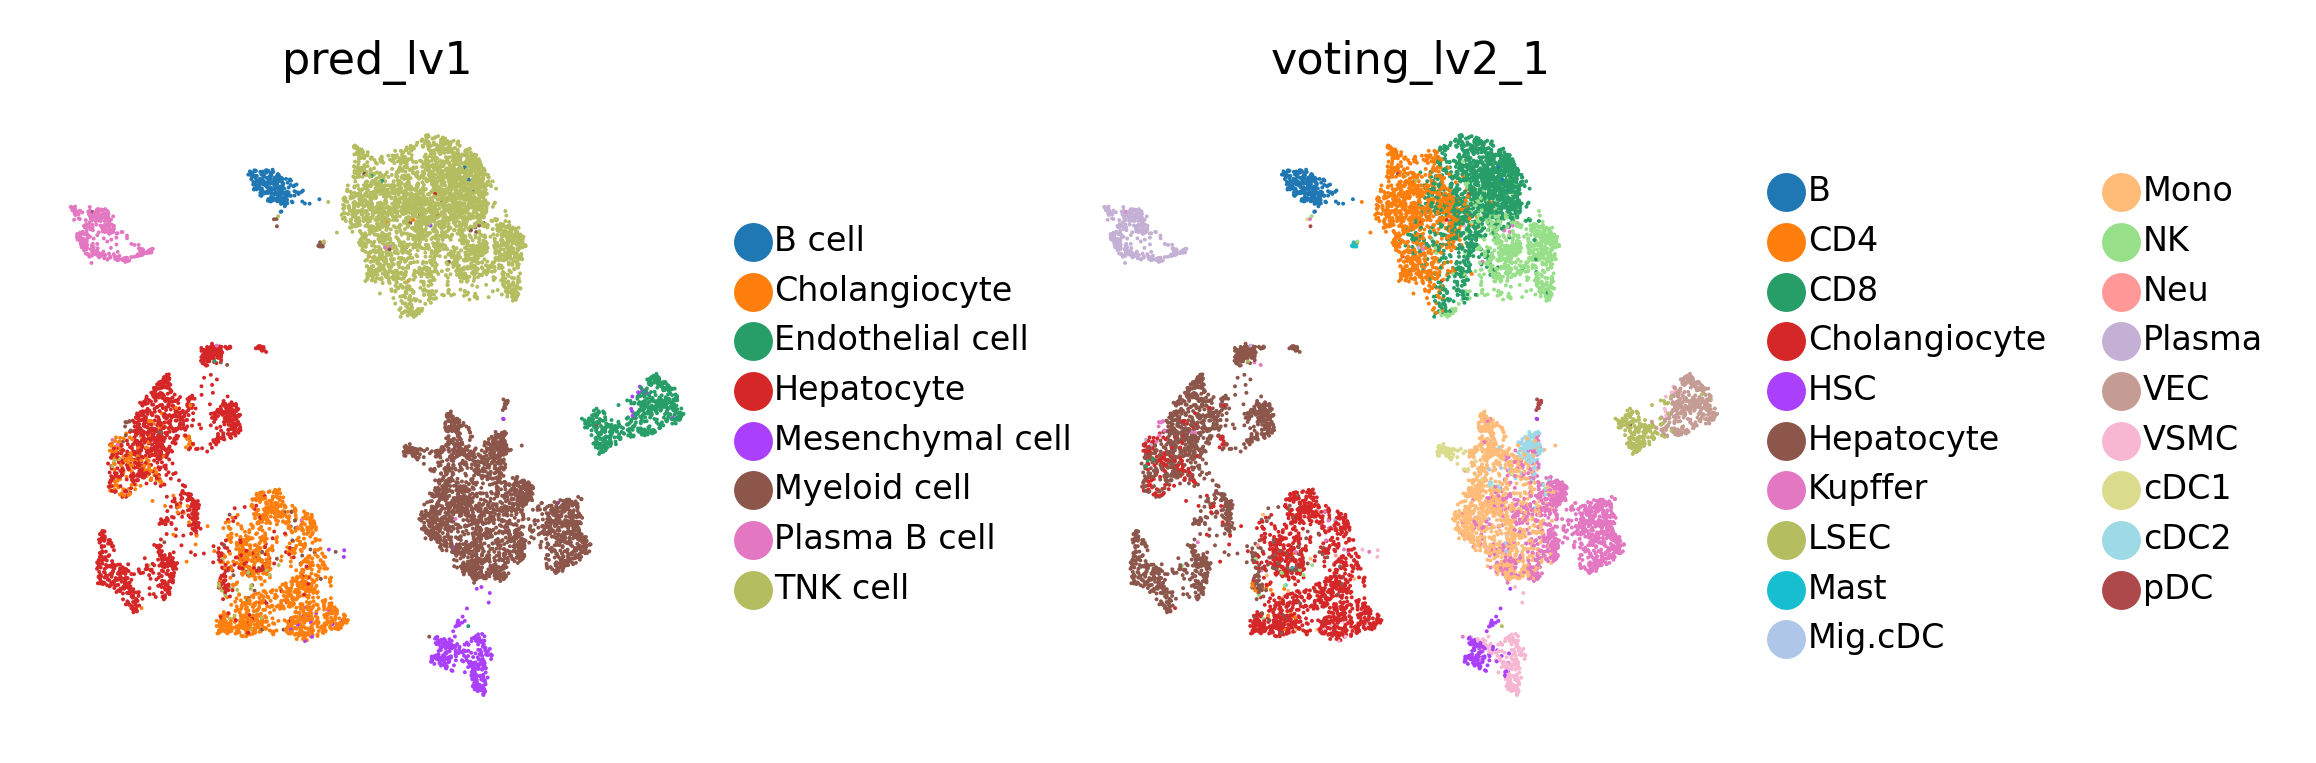 pred_lv1
B cell
Cholangiocyte
Endothelial cell
Hepatocyte
Mesenchymal cell
Myeloid cell
Plasma B cell
TNK cell
voting_lv2_1
B
CD4
CD8
Cholangiocyte
HSC
Hepatocyte
Kupffer
LSEC
Mast
Mig.cDC
Mono
NK
Neu
Plasma
VEC
VSMC
cDC1
cDC2
pDC